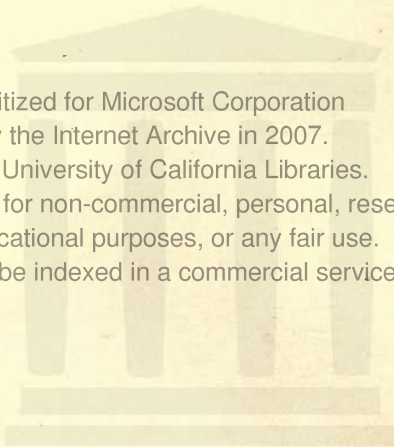 itized for Microsoft Corporation
the Internet Archive in 2007.
University of California Libraries.
for non-commercial, personal, rese
cational purposes, or any fair use.
be indexed in a commercial service